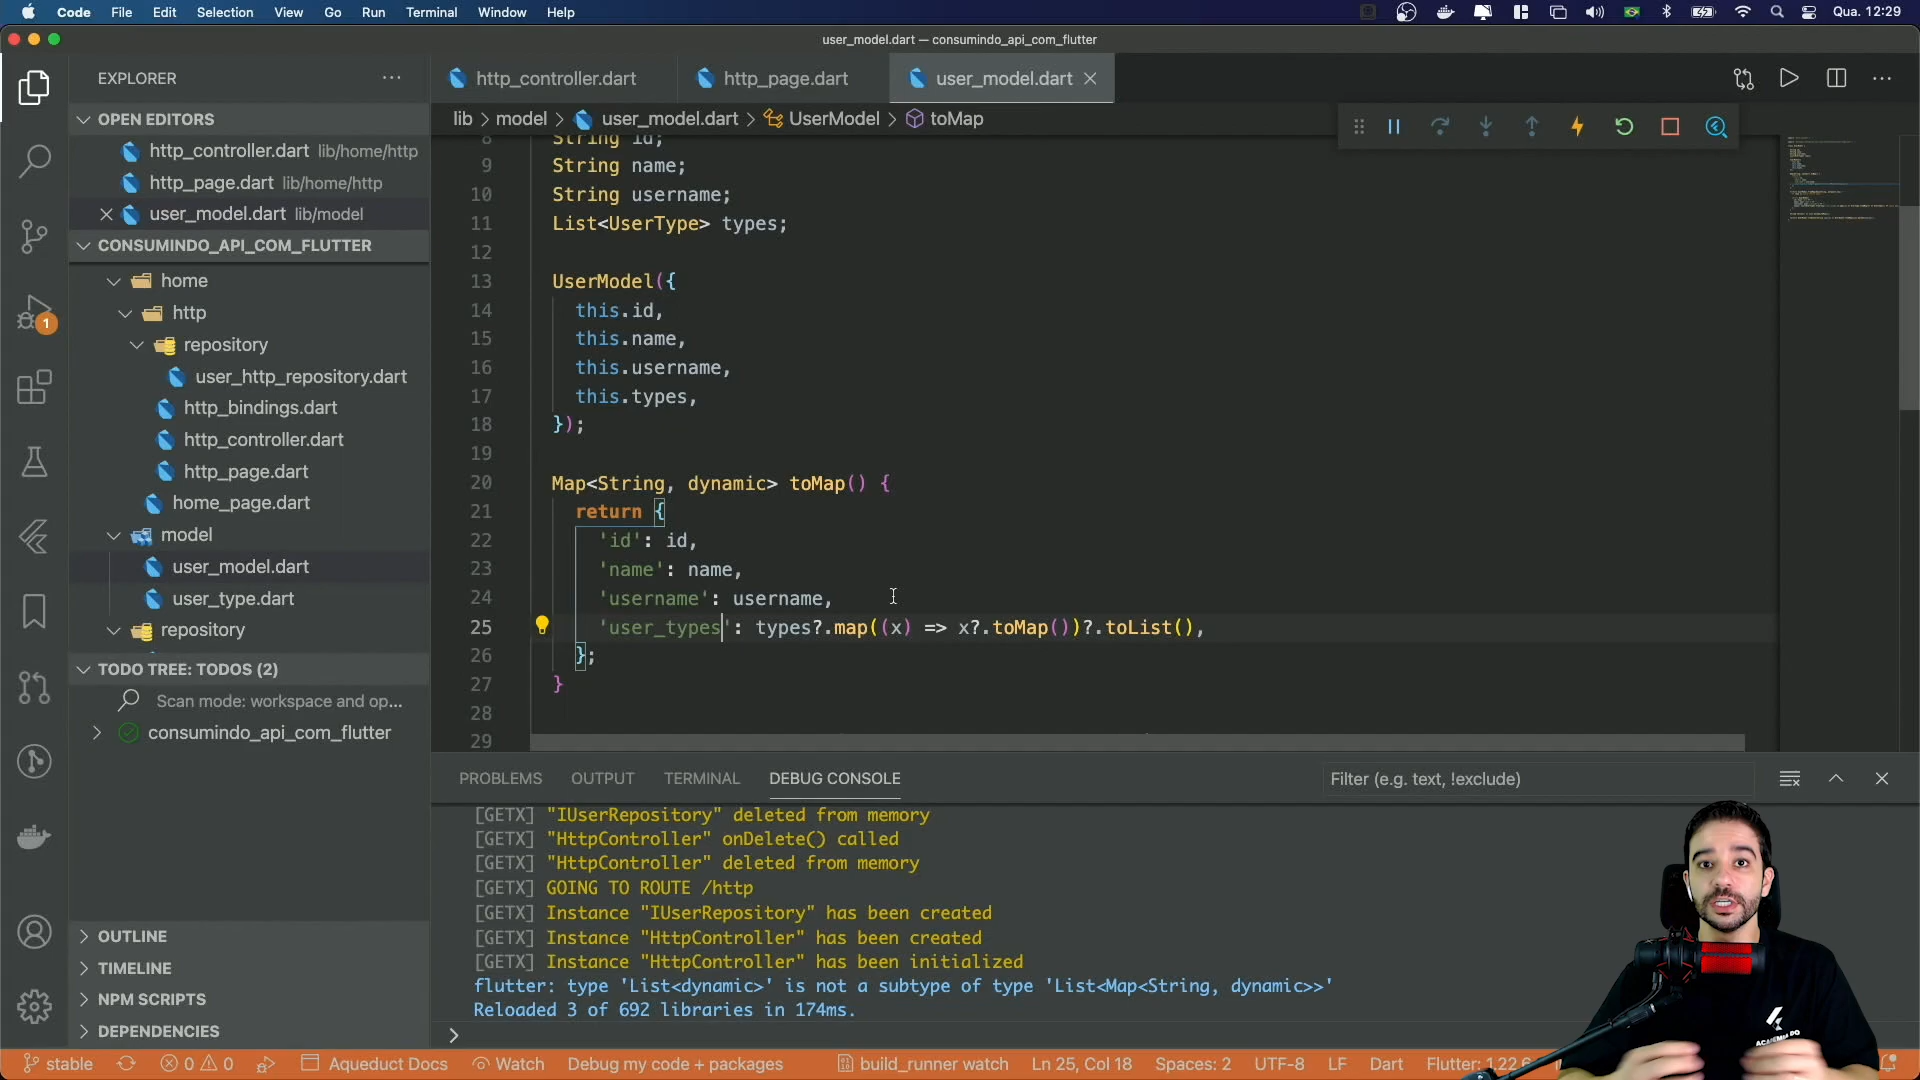 Code File Edit Selection View Go Run Terminal Window Help Qua. 12:29
user_model.dart — consumindo_api_com_flutter
EXPLORER
OPEN EDITORS
http_controller.dart lib/home/http
http_page.dart lib/home/http
user_model.dart lib/model
CONSUMINDO_API_COM_FLUTTER
home
http
repository
user_http_repository.dart
http_bindings.dart
http_controller.dart
http_page.dart
home_page.dart
model
user_model.dart
user_type.dart
repository
TODO TREE: TODOS (2)
Scan mode: workspace and op...
consumindo_api_com_flutter
OUTLINE
TIMELINE
NPM SCRIPTS
DEPENDENCIES
1
http_controller.dart http_page.dart user_model.dart
lib > model > user_model.dart > UserModel > toMap
8 String id;
9 String name;
10 String username;
11 List<UserType> types;
12
13 UserModel({
14 this.id,
15 this.name,
16 this.username,
17 this.types,
18 });
19
20 Map<String, dynamic> toMap() {
21 return {
22 'id': id,
23 'name': name,
24 'username': username,
25 'user_types': types?.map((x) => x?.toMap())?.toList(),
26 };
27 }
28
29
PROBLEMS OUTPUT TERMINAL DEBUG CONSOLE Filter (e.g. text, !exclude)
[GETX] "IUserRepository" deleted from memory
[GETX] "HttpController" onDelete() called
[GETX] "HttpController" deleted from memory
[GETX] GOING TO ROUTE /http
[GETX] Instance "IUserRepository" has been created
[GETX] Instance "HttpController" has been created
[GETX] Instance "HttpController" has been initialized
flutter: type 'List<dynamic>' is not a subtype of type 'List<Map<String, dynamic>>'
Reloaded 3 of 692 libraries in 174ms.
>
stable 0 0 Aqueduct Docs Watch Debug my code + packages build_runner watch Ln 25, Col 18 Spaces: 2 UTF-8 LF Dart Flutter: 1.22.6